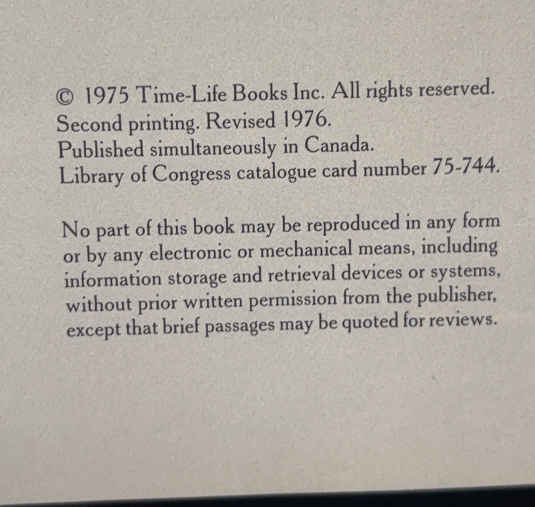 © 1975 Time-Life Books Inc. All rights reserved.
Second printing. Revised 1976.
Published simultaneously in Canada.
Library of Congress catalogue card number 75-744.
No part of this book may be reproduced in any form
or by any electronic or mechanical means, including
information storage and retrieval devices or systems,
without prior written permission from the publisher,
except that brief passages may be quoted for reviews.